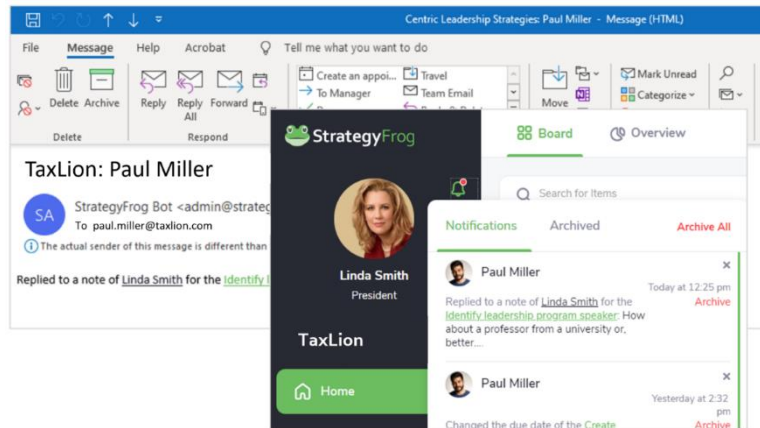 Centric Leadership Strategies: Paul Miller - Message (HTML)
File Message Help Acrobat Tell me what you want to do
Create an appoi... Travel Mark Unread
Delete Archive Reply Reply All Forward To Manager Team Email Move Categorize
Delete Respond
TaxLion: Paul Miller
SA
StrategyFrog Bot <admin@strateg
To paul.miller@taxlion.com
The actual sender of this message is different than
Replied to a note of Linda Smith for the Identify l
StrategyFrog
Linda Smith
President
TaxLion
Home
Board Overview
Search for Items
Notifications Archived Archive All
Paul Miller
Today at 12:25 pm
Replied to a note of Linda Smith for the
Archive
Identify leadership program speaker: How
about a professor from a university or,
better....
Paul Miller
Yesterday at 2:32
pm
Changed the due date of the Create
Archive